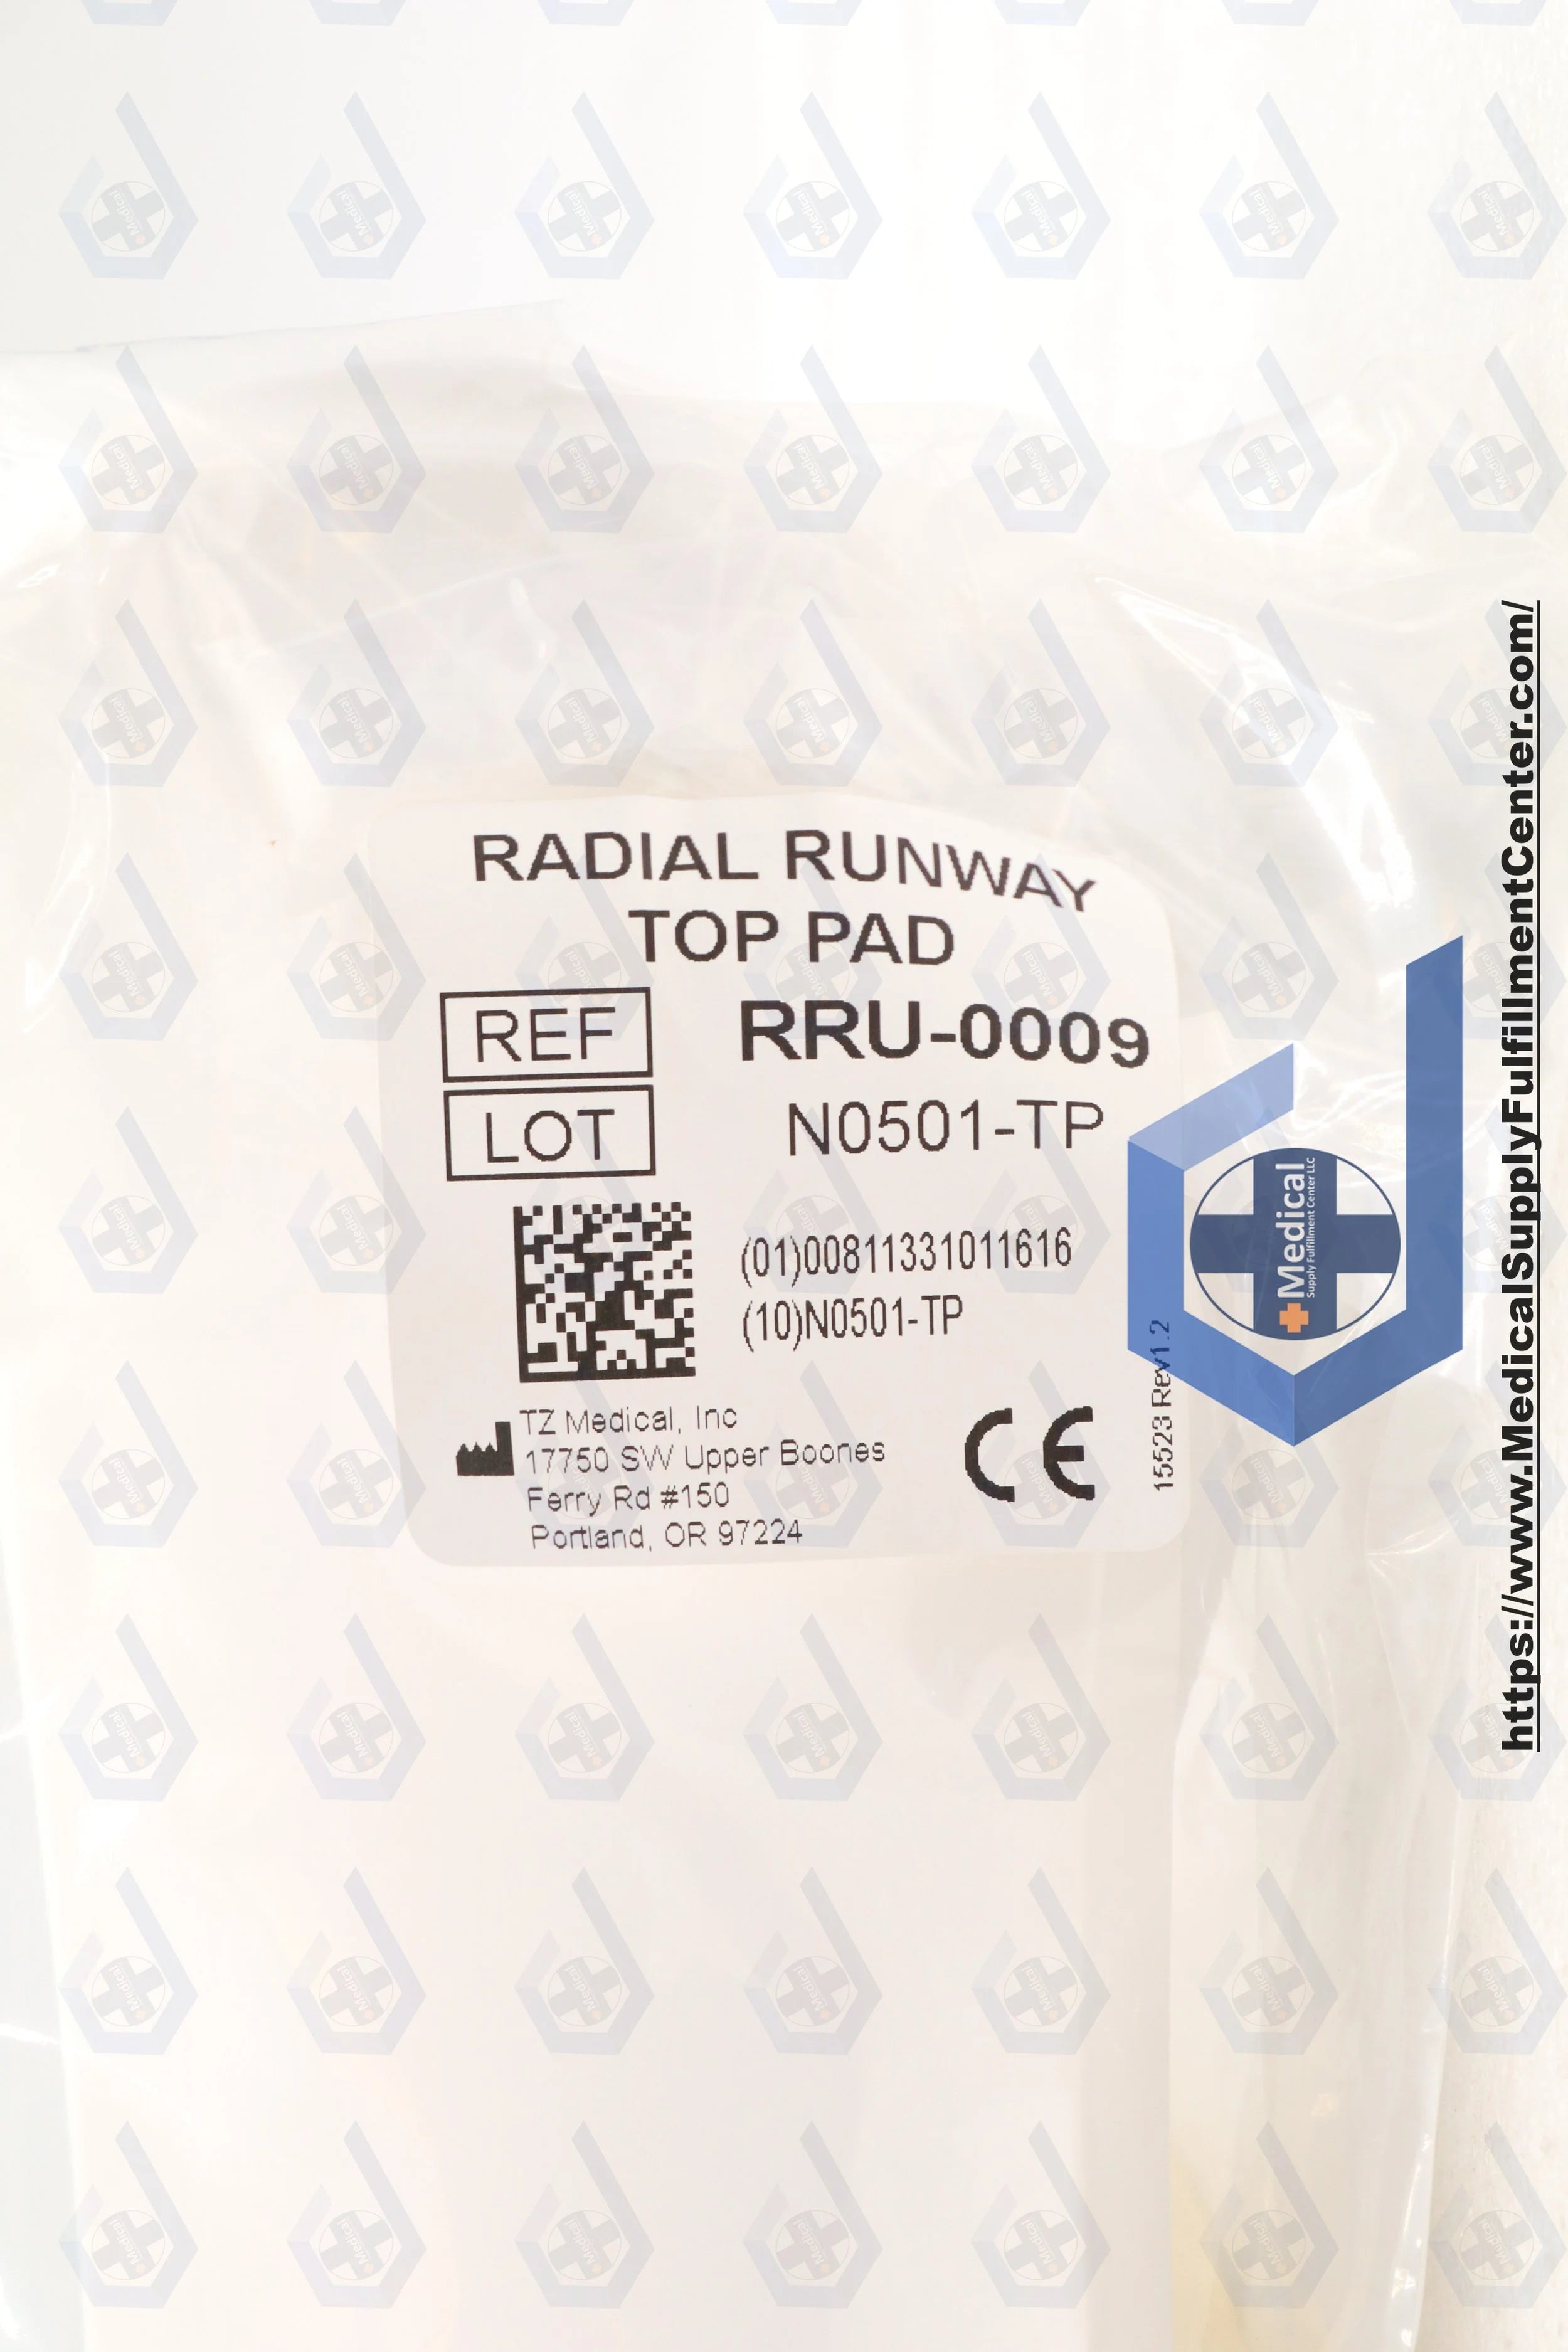 RADIAL RUNWAY
TOP PAD
REF RRU-0009
LOT N0501-TP
(01)00811331011616
(10)N0501-TP
TZ Medical, Inc
17750 SW Upper Boones
Ferry Rd #150
Portland, OR 97224
CE
15523 Rev1.2
Medical
Supply Fulfillment Center LLC
https://www.MedicalSupplyFulfillmentCenter.com/